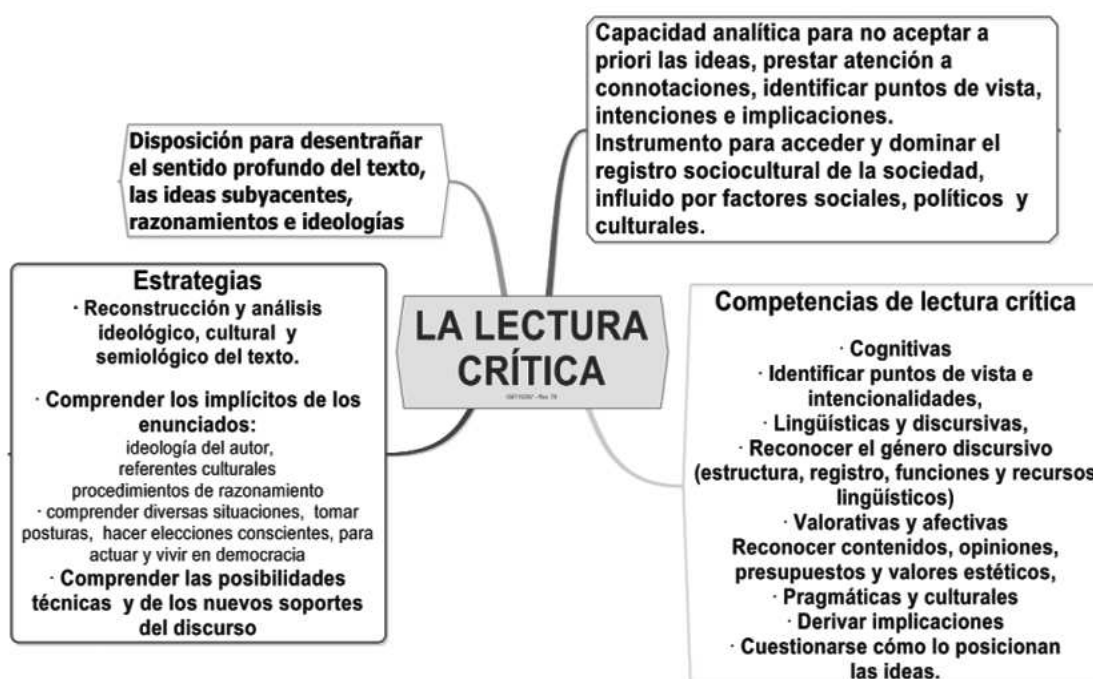 Capacidad analítica para no aceptar a
priori las ideas, prestar atención a
connotaciones, identificar puntos de vista,
intenciones e implicaciones.
Instrumento para acceder y dominar el
registro sociocultural de la sociedad,
influido por factores sociales, políticos y
culturales.
Disposición para desentrañar
el sentido profundo del texto,
las ideas subyacentes,
razonamientos e ideologías
LA LECTURA
CRÍTICA
Estrategias
· Reconstrucción y análisis
ideológico, cultural y
semiológico del texto.
· Comprender los implícitos de los
enunciados:
ideología del autor,
referentes culturales
procedimientos de razonamiento
· comprender diversas situaciones, tomar
posturas, hacer elecciones conscientes, para
actuar y vivir en democracia
· Comprender las posibilidades
técnicas y de los nuevos soportes
del discurso
Competencias de lectura crítica
· Cognitivas
· Identificar puntos de vista e
intencionalidades,
· Lingüísticas y discursivas,
· Reconocer el género discursivo
(estructura, registro, funciones y recursos
lingüísticos)
· Valorativas y afectivas
Reconocer contenidos, opiniones,
presupuestos y valores estéticos,
· Pragmáticas y culturales
· Derivar implicaciones
· Cuestionarse cómo lo posicionan
las ideas.